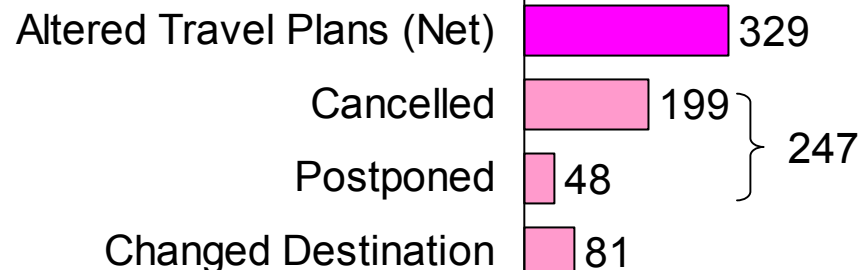 Altered Travel Plans (Net) 329
Cancelled 199
247
Postponed 48
Changed Destination 81